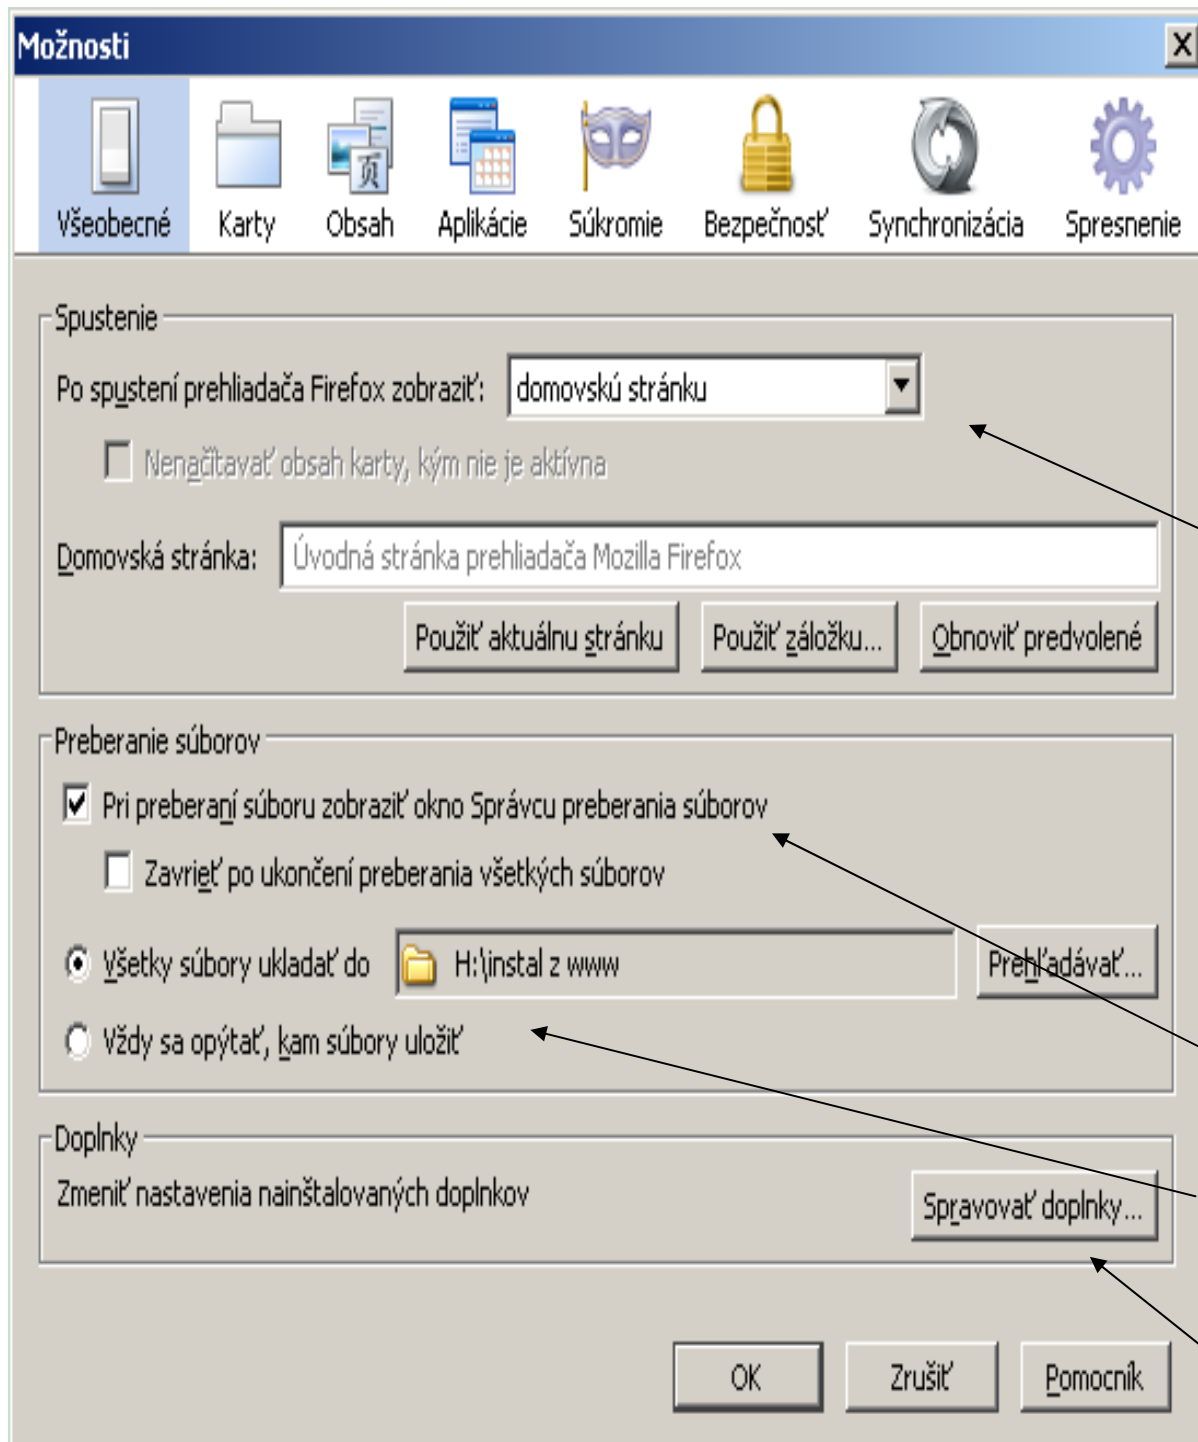 Možnosti
Všeobecné Karty Obsah Aplikácie Súkromie Bezpečnosť Synchronizácia Spresnenie
页
Spustenie
Po spustení prehliadača Firefox zobraziť: domovskú stránku
Nenačítavať obsah karty, kým nie je aktívna
Domovská stránka: Úvodná stránka prehliadača Mozilla Firefox
Použiť aktuálnu stránku Použiť záložku... Obnoviť predvolené
Preberanie súborov
Pri preberaní súboru zobraziť okno Správcu preberania súborov
Zavrieť po ukončení preberania všetkých súborov
Všetky súbory ukladať do H:\instal z www Prehľadávať...
Vždy sa opýtať, kam súbory uložiť
Doplnky
Zmeniť nastavenia nainštalovaných doplnkov Spravovať doplnky...
OK Zrušiť Pomocník